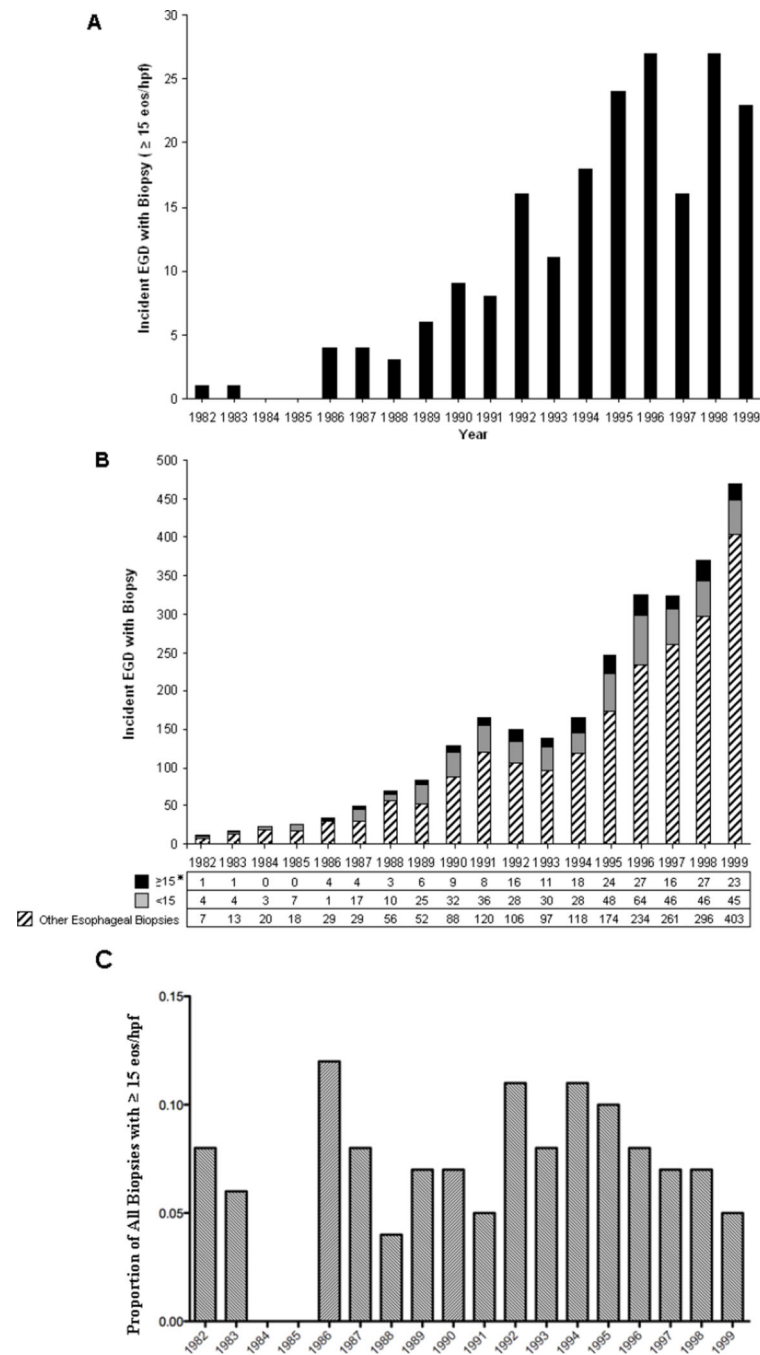 A
Incident EGD with Biopsy ( ≥ 15 eos/hpf)
30
25
20
15
10
5
0
1982 1983 1984 1985 1986 1987 1988 1989 1990 1991 1992 1993 1994 1995 1996 1997 1998 1999
Year
B
Incident EGD with Biopsy
500
450
400
350
300
250
200
150
100
50
0
1982 1983 1984 1985 1986 1987 1988 1989 1990 1991 1992 1993 1994 1995 1996 1997 1998 1999
≥15* 1 1 0 0 4 4 3 6 9 8 16 11 18 24 27 16 27 23
<15 4 4 3 7 1 17 10 25 32 36 28 30 28 48 64 46 46 45
Other Esophageal Biopsies 7 13 20 18 29 29 56 52 88 120 106 97 118 174 234 261 296 403
C
Proportion of All Biopsies with ≥ 15 eos/hpf
0.15
0.10
0.05
0.00
1982 1983 1984 1985 1986 1987 1988 1989 1990 1991 1992 1993 1994 1995 1996 1997 1998 1999